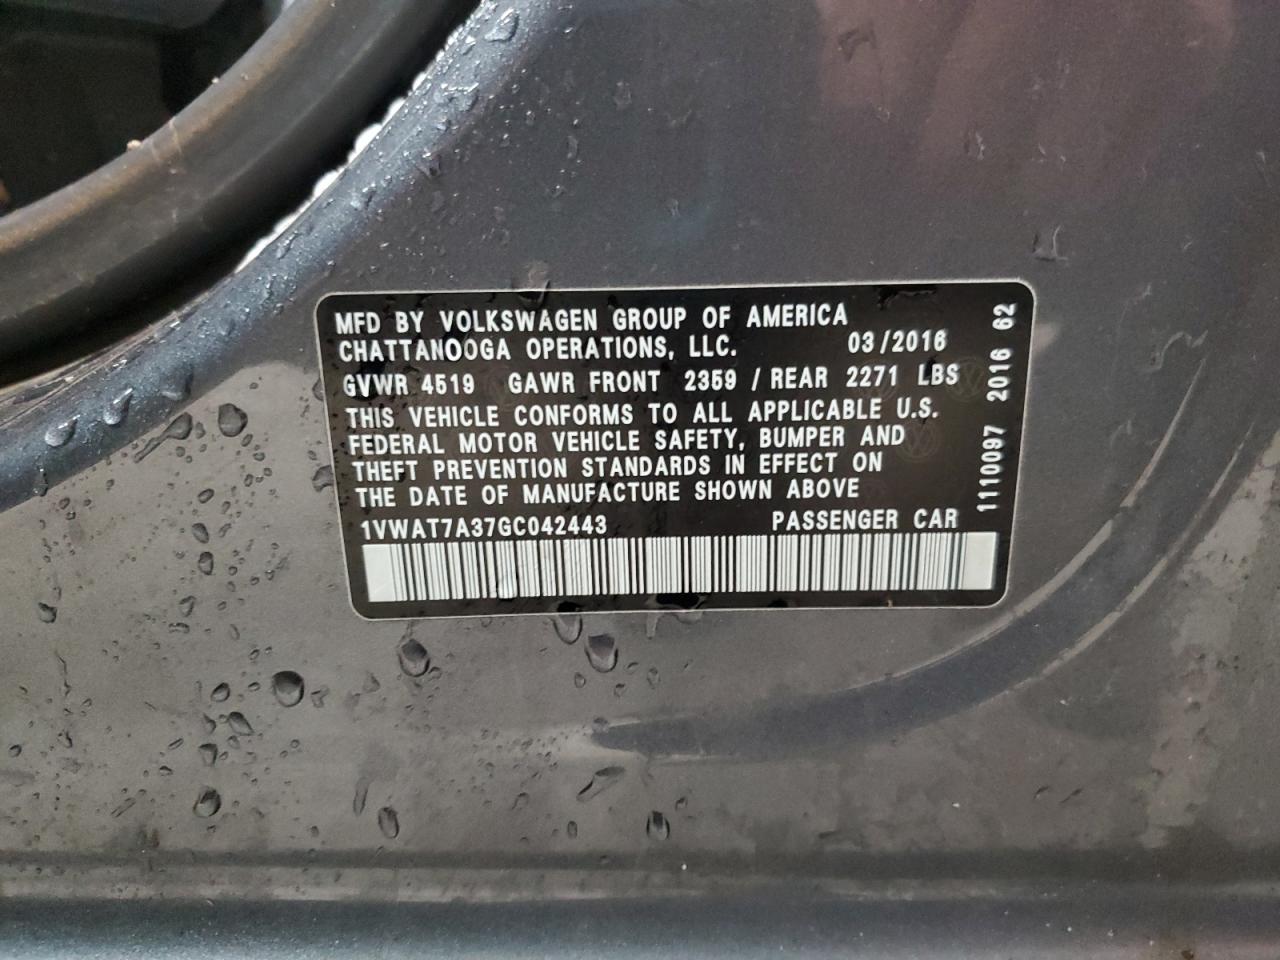 MFD BY VOLKSWAGEN GROUP OF AMERICA
CHATTANOOGA OPERATIONS, LLC. 03/2016
GVWR 4519 GAWR FRONT 2359 / REAR 2271 LBS
THIS VEHICLE CONFORMS TO ALL APPLICABLE U.S.
FEDERAL MOTOR VEHICLE SAFETY, BUMPER AND
THEFT PREVENTION STANDARDS IN EFFECT ON
THE DATE OF MANUFACTURE SHOWN ABOVE
1VWAT7A37GC042443 PASSENGER CAR
1110097 2016 62